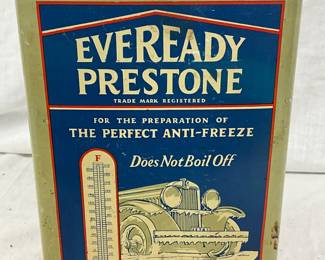 EVEREADY
PRESTONE
TRADE MARK REGISTERED
FOR THE PREPARATION OF
THE PERFECT ANTI-FREEZE
Does Not Boil Off
F